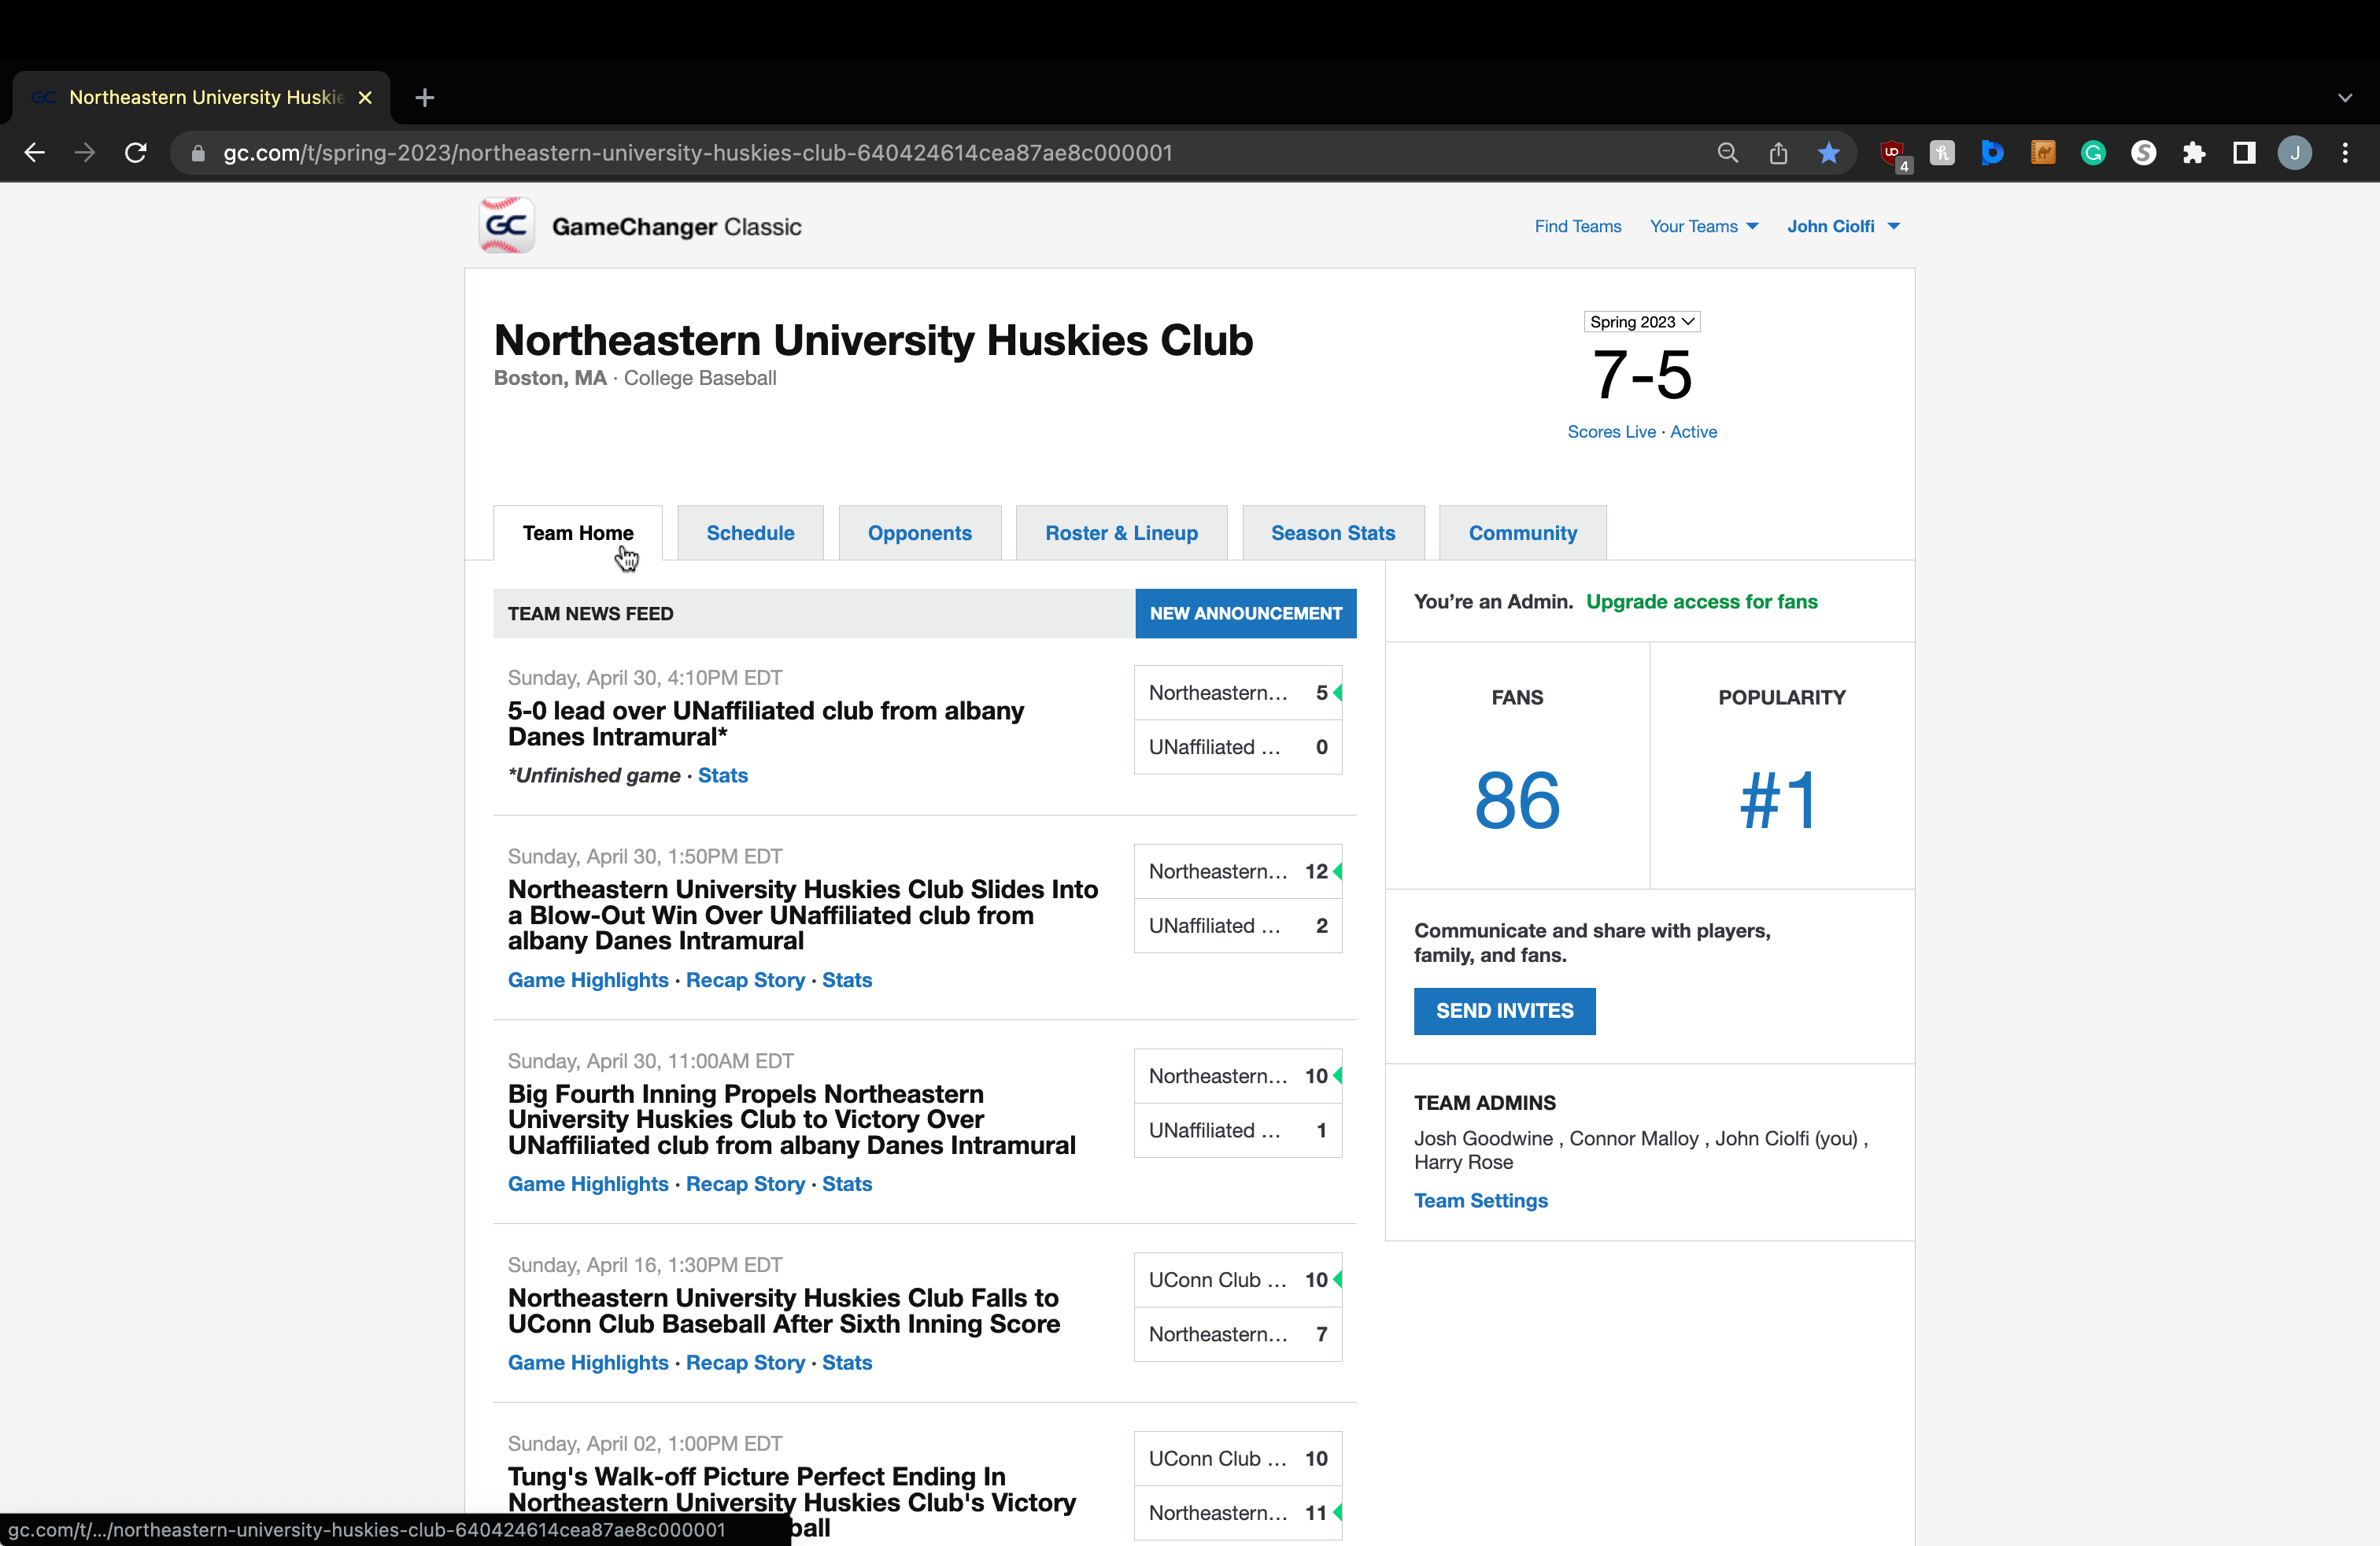 Northeastern University Huskie
gc.com/t/spring-2023/northeastern-university-huskies-club-640424614cea87ae8c000001
4
J
GC
GameChanger Classic
Find Teams
Your Teams
John Ciolfi
Northeastern University Huskies Club
Boston, MA · College Baseball
Spring 2023
7-5
Scores Live · Active
Team Home
Schedule
Opponents
Roster & Lineup
Season Stats
Community
TEAM NEWS FEED
NEW ANNOUNCEMENT
Sunday, April 30, 4:10PM EDT
5-0 lead over UNaffiliated club from albany
Danes Intramural*
*Unfinished game · Stats
Northeastern... 5
UNaffiliated ... 0
Sunday, April 30, 1:50PM EDT
Northeastern University Huskies Club Slides Into
a Blow-Out Win Over UNaffiliated club from
albany Danes Intramural
Game Highlights · Recap Story · Stats
Northeastern... 12
UNaffiliated ... 2
Sunday, April 30, 11:00AM EDT
Big Fourth Inning Propels Northeastern
University Huskies Club to Victory Over
UNaffiliated club from albany Danes Intramural
Game Highlights · Recap Story · Stats
Northeastern... 10
UNaffiliated ... 1
Sunday, April 16, 1:30PM EDT
Northeastern University Huskies Club Falls to
UConn Club Baseball After Sixth Inning Score
Game Highlights · Recap Story · Stats
UConn Club ... 10
Northeastern... 7
Sunday, April 02, 1:00PM EDT
Tung's Walk-off Picture Perfect Ending In
Northeastern University Huskies Club's Victory
ball
UConn Club ... 10
Northeastern... 11
You're an Admin. Upgrade access for fans
FANS
86
POPULARITY
#1
Communicate and share with players,
family, and fans.
SEND INVITES
TEAM ADMINS
Josh Goodwine , Connor Malloy , John Ciolfi (you) ,
Harry Rose
Team Settings
gc.com/t/.../northeastern-university-huskies-club-640424614cea87ae8c000001